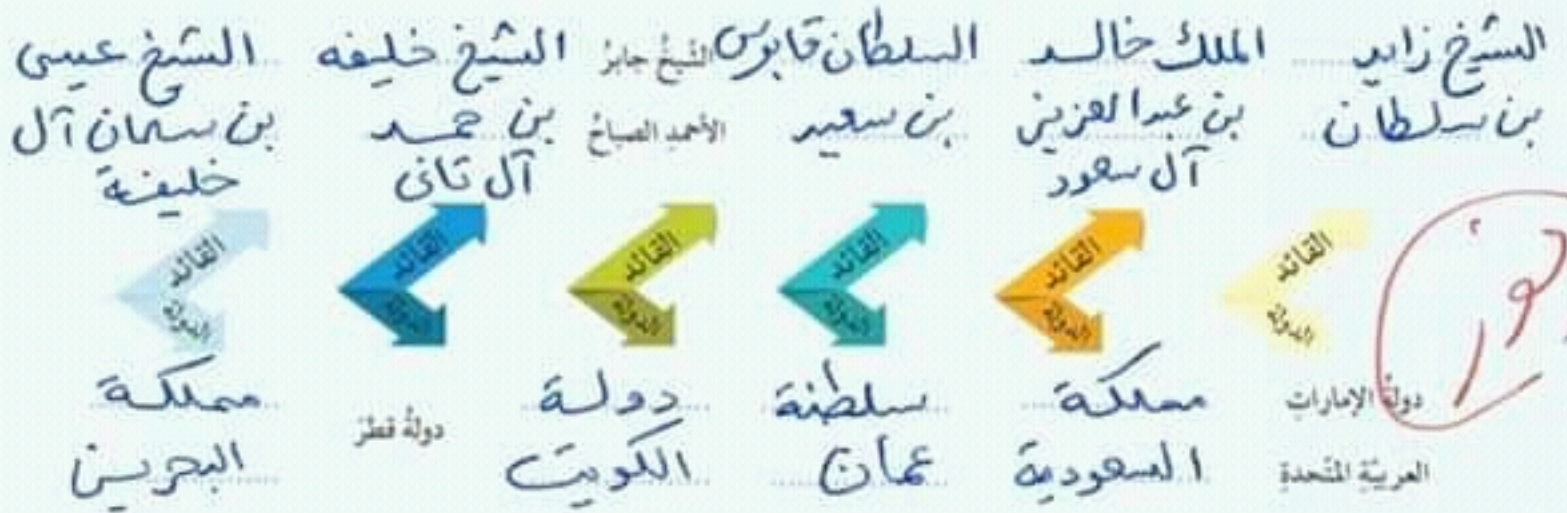 الشيخ زايد
بن سلطان
الملك خالد
بن عبدالعزيز
آل سعود
السلطان قابوس
بن سعيد
الشيخ جابر
الأحمد الصباح
الشيخ خليفه
بن حمد
آل تاني
الشيخ عيسى
بن سلمان آل
خليفة
القائد
القائد
القائد
القائد
القائد
القائد
الدولة
الدولة
الدولة
الدولة
الدولة
الدولة
دولة الإمارات
العربية المتحدة
مملكة
السعودية
سلطنة
عمان
دولة
الكويت
دولة قطر
مملكة
البحرين